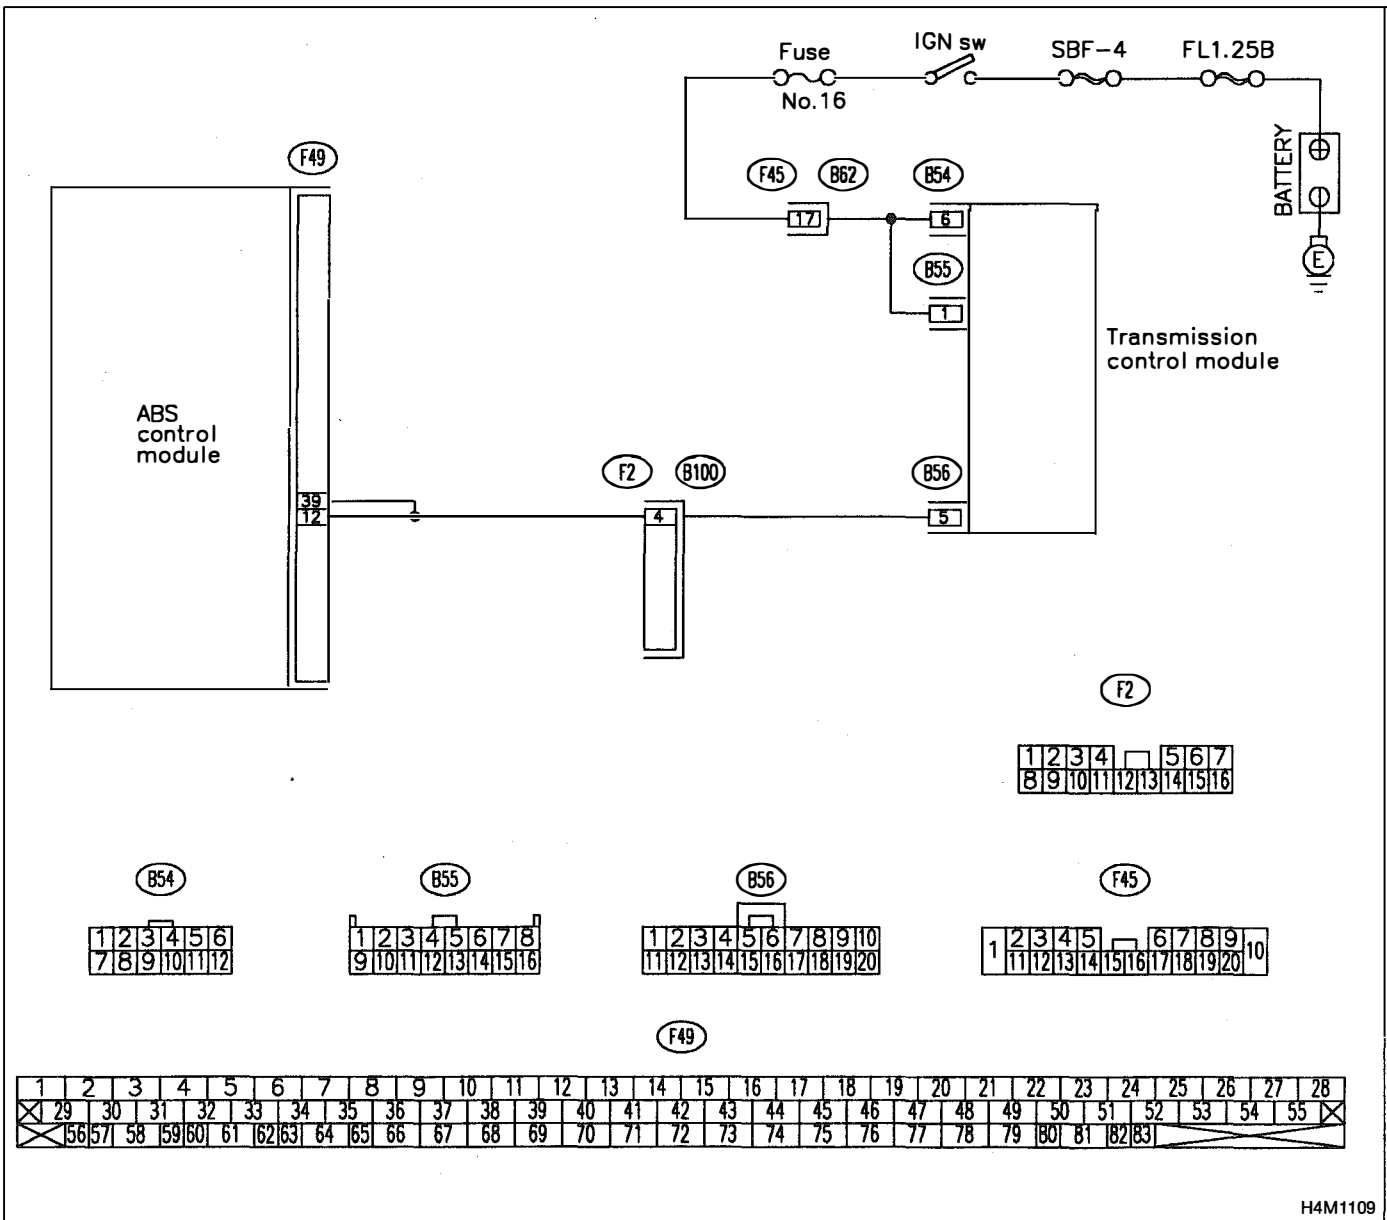 Fuse
No.16
IGN sw
SBF-4
FL1.25B
BATTERY
E
F49
F45
B62
B54
17
6
B55
1
Transmission
control module
ABS
control
module
F2
B100
B56
39
12
4
5
F2
1 2 3 4 5 6 7
8 9 10 11 12 13 14 15 16
B54
1 2 3 4 5 6
7 8 9 10 11 12
B55
1 2 3 4 5 6 7 8
9 10 11 12 13 14 15 16
B56
1 2 3 4 5 6 7 8 9 10
11 12 13 14 15 16 17 18 19 20
F45
1 2 3 4 5 6 7 8 9 10
11 12 13 14 15 16 17 18 19 20
F49
1 2 3 4 5 6 7 8 9 10 11 12 13 14 15 16 17 18 19 20 21 22 23 24 25 26 27 28
29 30 31 32 33 34 35 36 37 38 39 40 41 42 43 44 45 46 47 48 49 50 51 52 53 54 55
56 57 58 59 60 61 62 63 64 65 66 67 68 69 70 71 72 73 74 75 76 77 78 79 80 81 82 83
H4M1109